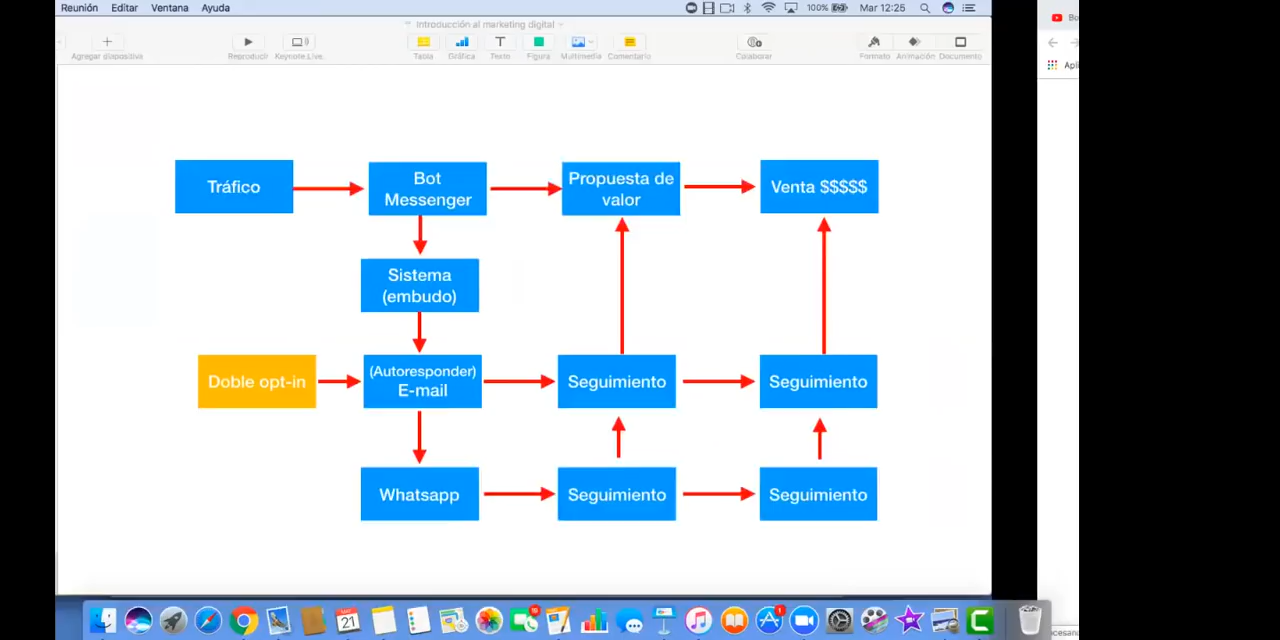 Reunión Editar Ventana Ayuda 100% Mar 12:25
Introducción al marketing digital
Agregar diapositiva Reproducir Keynote Live Tabla Gráfica Texto Figura Multimedia Comentario Colaborar Formato Animación Documento
Tráfico
Bot
Messenger
Propuesta de
valor
Venta $$$$$
Sistema
(embudo)
Doble opt-in
(Autoresponder)
E-mail
Seguimiento
Seguimiento
Whatsapp
Seguimiento
Seguimiento
21